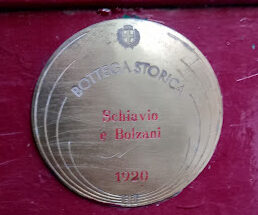 BOTTEGA STORICA
Schiavio
e Bolzani
1920